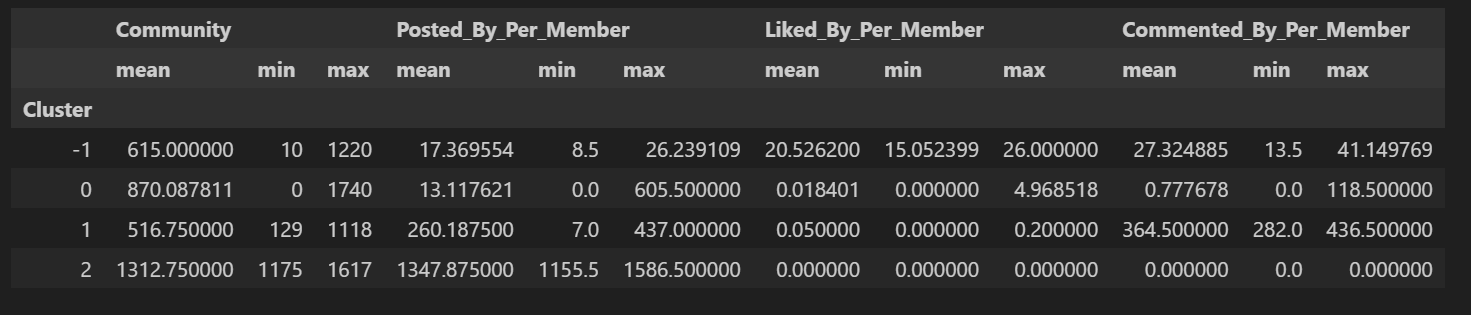 Community Posted_By_Per_Member Liked_By_Per_Member Commented_By_Per_Member
mean min max mean min max mean min max mean min max
Cluster
-1 615.000000 10 1220 17.369554 8.5 26.239109 20.526200 15.052399 26.000000 27.324885 13.5 41.149769
0 870.087811 0 1740 13.117621 0.0 605.500000 0.018401 0.000000 4.968518 0.777678 0.0 118.500000
1 516.750000 129 1118 260.187500 7.0 437.000000 0.050000 0.000000 0.200000 364.500000 282.0 436.500000
2 1312.750000 1175 1617 1347.875000 1155.5 1586.500000 0.000000 0.000000 0.000000 0.000000 0.0 0.000000